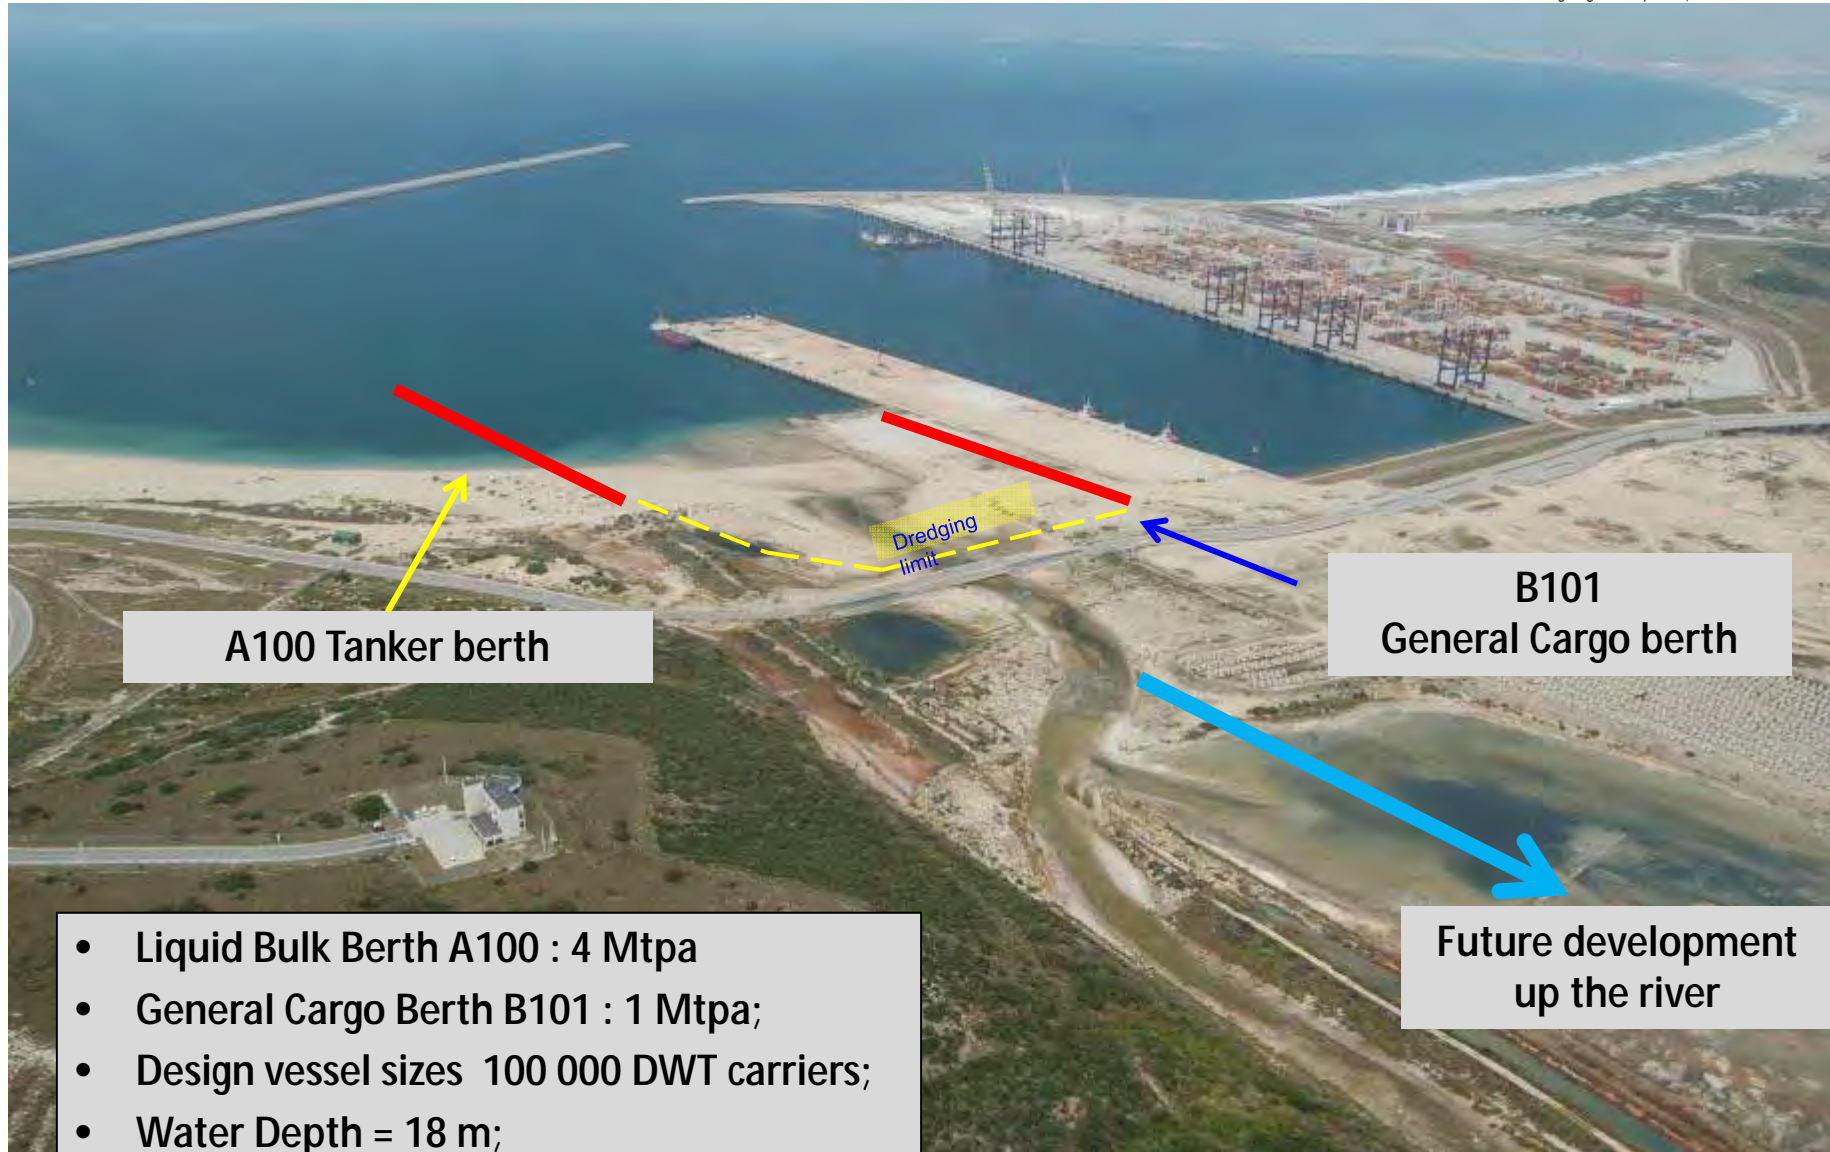 Dredging
limit
A100 Tanker berth
B101
General Cargo berth
Future development
up the river
• Liquid Bulk Berth A100 : 4 Mtpa
• General Cargo Berth B101 : 1 Mtpa;
• Design vessel sizes 100 000 DWT carriers;
• Water Depth = 18 m;